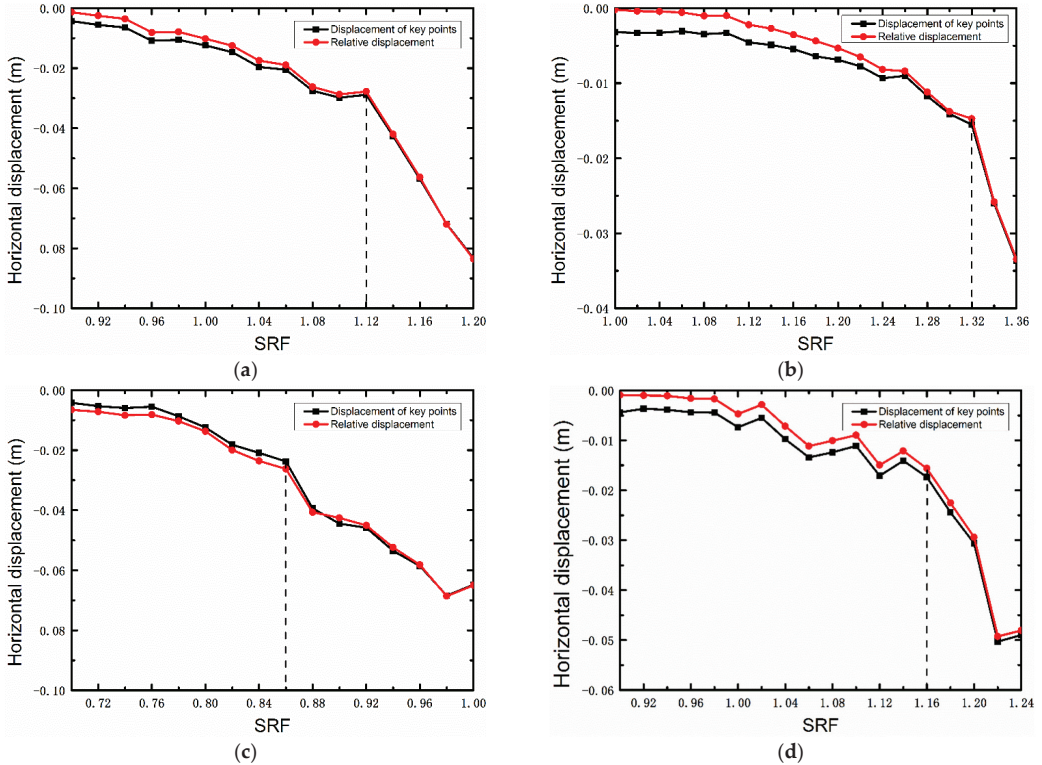 0.00
-0.02
-0.04
-0.06
-0.08
-0.10
Horizontal displacement (m)
Displacement of key points
Relative displacement
0.92 0.96 1.00 1.04 1.08 1.12 1.16 1.20
SRF
(a)
0.00
-0.01
-0.02
-0.03
-0.04
Horizontal displacement (m)
Displacement of key points
Relative displacement
1.00 1.04 1.08 1.12 1.16 1.20 1.24 1.28 1.32 1.36
SRF
(b)
0.00
-0.02
-0.04
0.06
0.08
-0.10
Horizontal displacement (m)
Displacement of key points
Relative displacement
0.72 0.76 0.80 0.84 0.88 0.92 0.96 1.00
SRF
(c)
0.00
-0.01
-0.02
-0.03
-0.04
-0.05
-0.06
Horizontal displacement (m)
Displacement of key points
Relative displacement
0.92 0.96 1.00 1.04 1.08 1.12 1.16 1.20 1.24
SRF
(d)